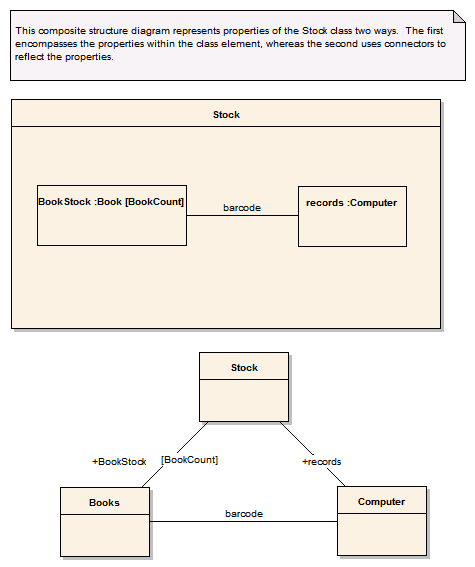 This composite structure diagram represents properties of the Stock class two ways.  The first
encompasses the properties within the class element, whereas the second uses connectors to
reflect the properties.
Stock
BookStock :Book [BookCount]
barcode
records :Computer
Stock
+BookStock
[BookCount]
+records
Books
barcode
Computer